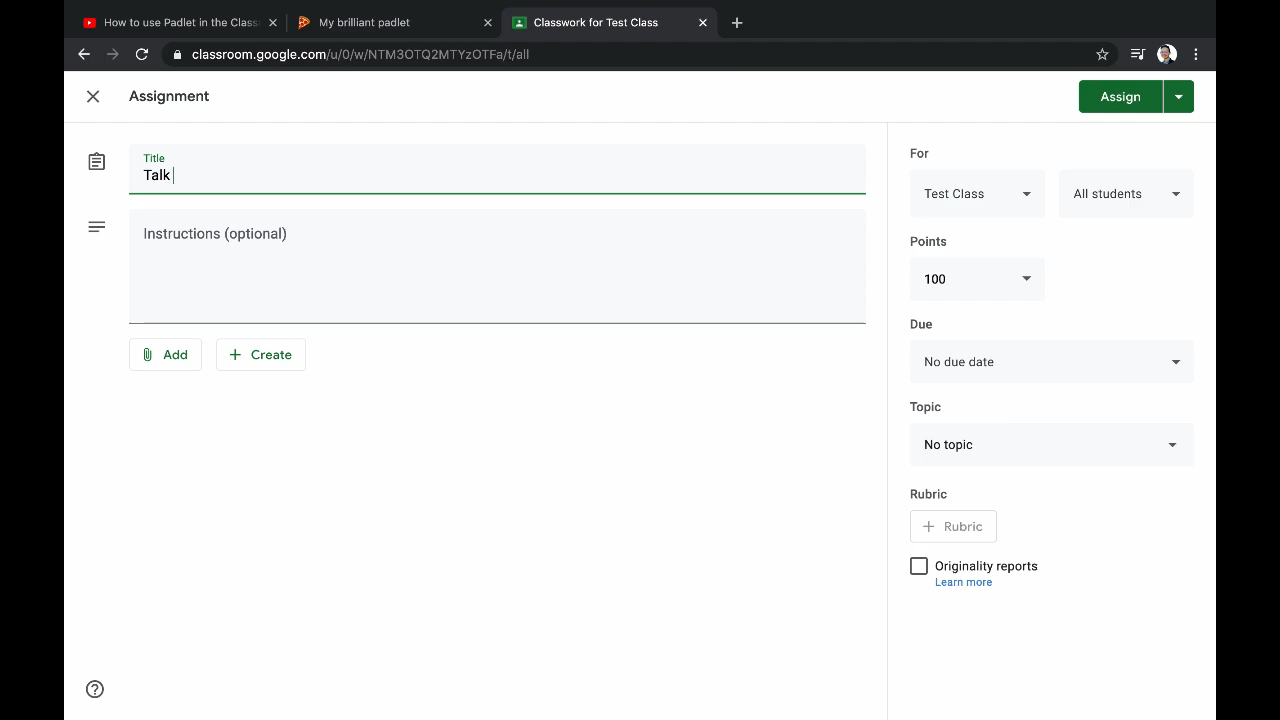 How to use Padlet in the Class
My brilliant padlet
Classwork for Test Class
classroom.google.com/u/0/w/NTM3OTQ2MTYzOTFa/t/all
Assignment
Assign
Title
Talk
Instructions (optional)
Add
Create
For
Test Class
All students
Points
100
Due
No due date
Topic
No topic
Rubric
Rubric
Originality reports
Learn more